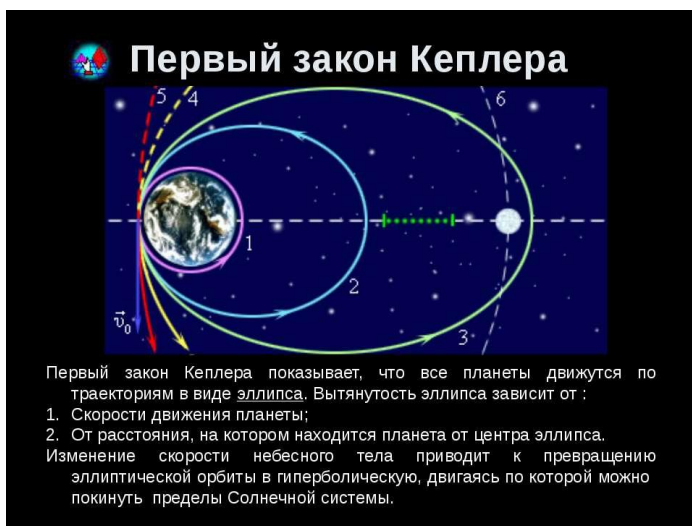 Первый закон Кеплера
5 4 6
1
2
3
υ⃗₀
Первый закон Кеплера показывает, что все планеты движутся по
траекториям в виде эллипса. Вытянутость эллипса зависит от :
1. Скорости движения планеты;
2. От расстояния, на котором находится планета от центра эллипса.
Изменение скорости небесного тела приводит к превращению
эллиптической орбиты в гиперболическую, двигаясь по которой можно
покинуть пределы Солнечной системы.